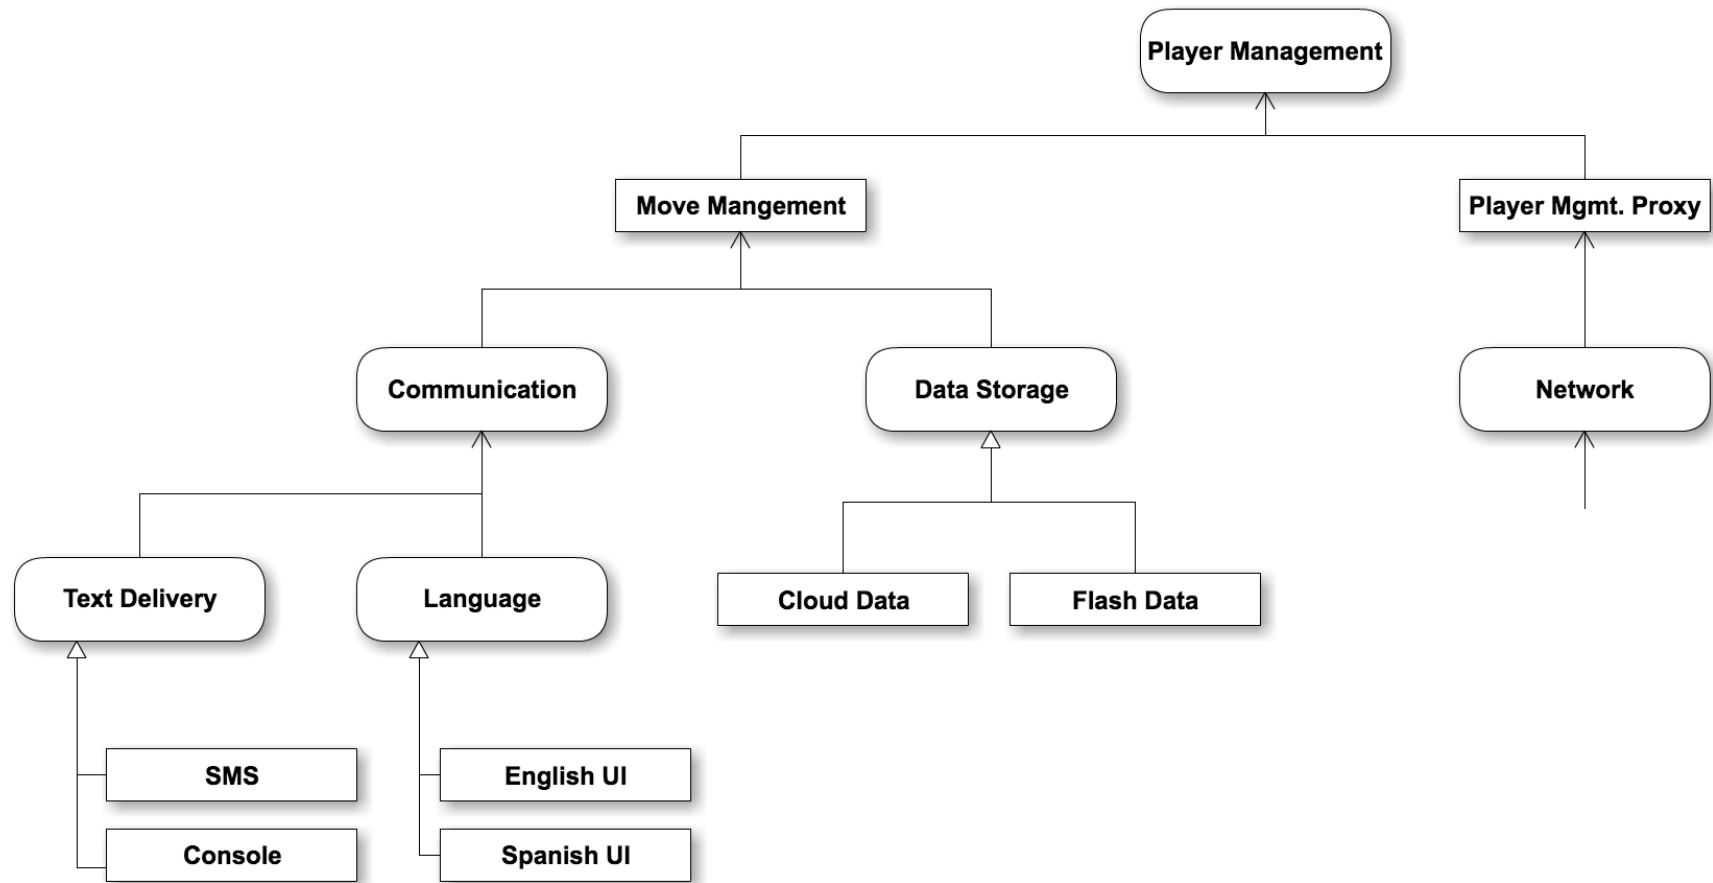 Player Management
Move Mangement
Player Mgmt. Proxy
Communication
Data Storage
Network
Text Delivery
Language
Cloud Data
Flash Data
SMS
English UI
Console
Spanish UI